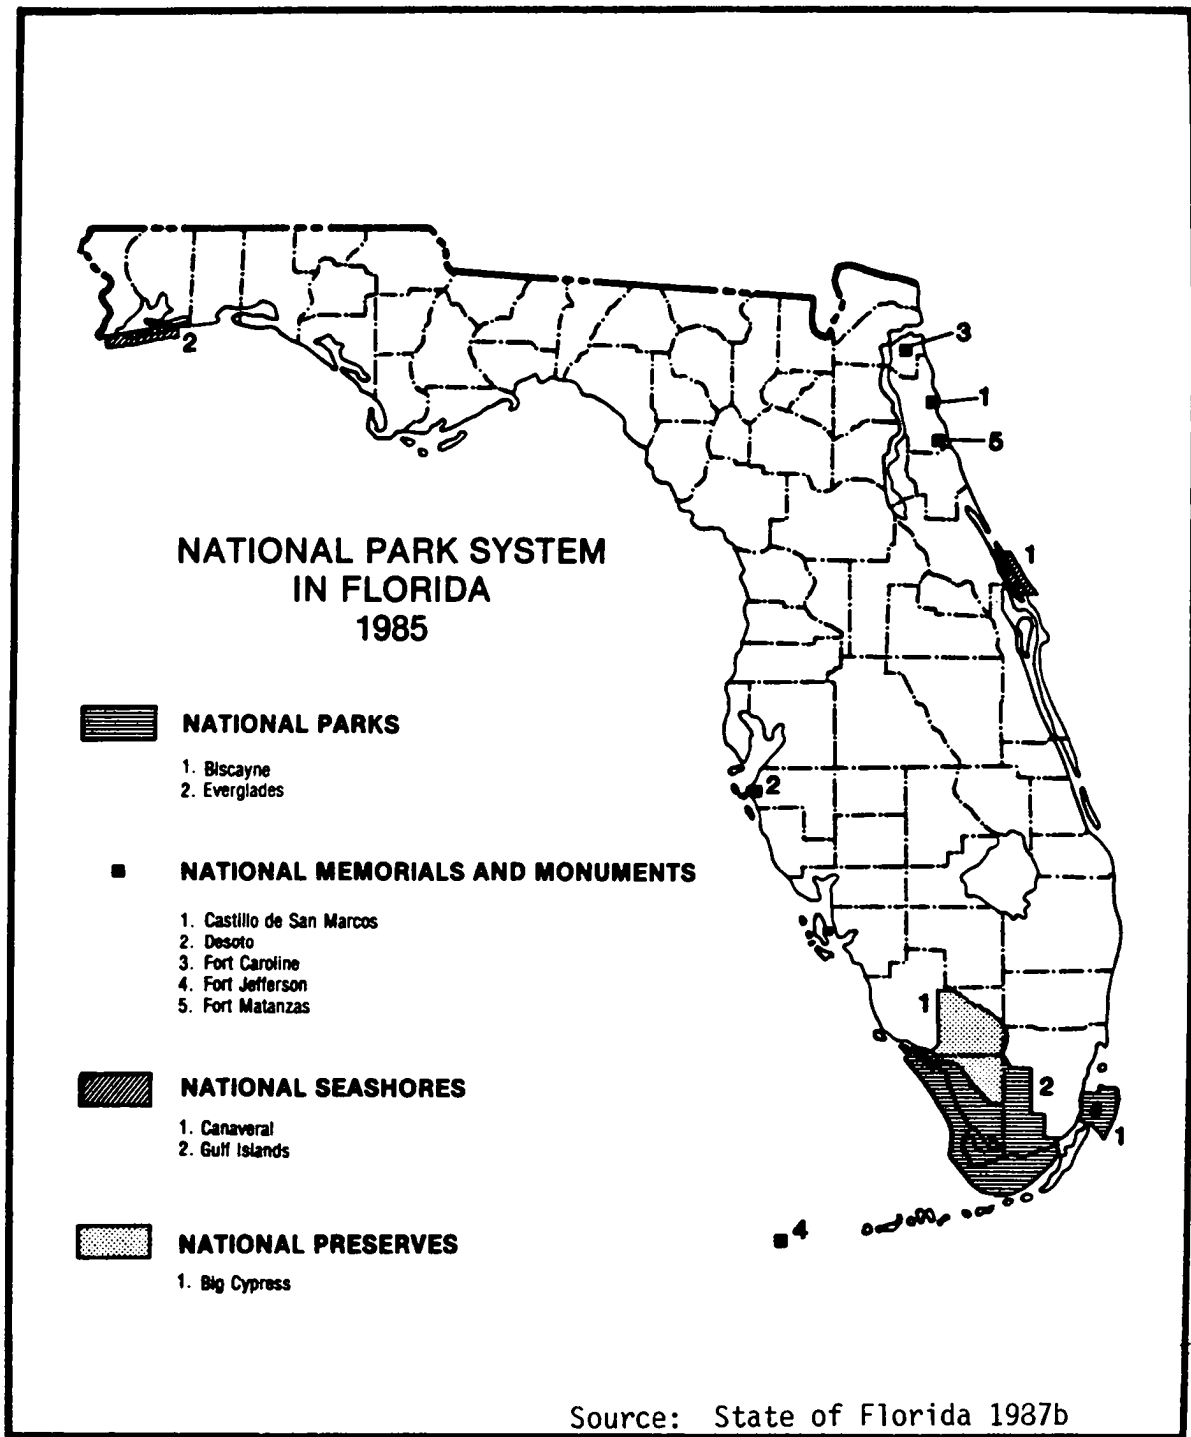 NATIONAL PARK SYSTEM
IN FLORIDA
1985
NATIONAL PARKS
1. Biscayne
2. Everglades
NATIONAL MEMORIALS AND MONUMENTS
1. Castillo de San Marcos
2. Desoto
3. Fort Caroline
4. Fort Jefferson
5. Fort Matanzas
NATIONAL SEASHORES
1. Canaveral
2. Gulf Islands
NATIONAL PRESERVES
1. Big Cypress
2
3
1
5
1
2
1
2
1
4
Source: State of Florida 1987b